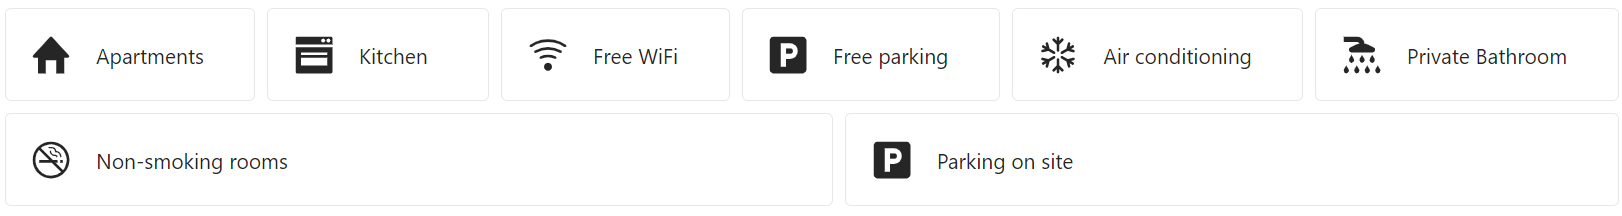 Apartments
Kitchen
Free WiFi
P
Free parking
Air conditioning
Private Bathroom
Non-smoking rooms
P
Parking on site